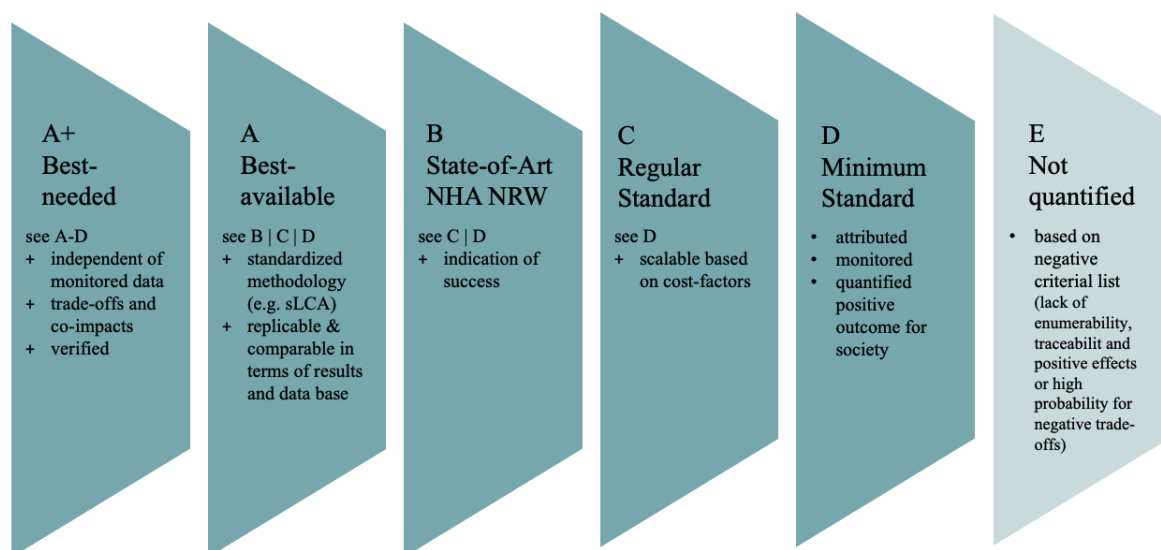 A+
Best-
needed
see A-D
+ independent of
monitored data
+ trade-offs and
co-impacts
+ verified
A
Best-
available
see B | C | D
+ standardized
methodology
(e.g. sLCA)
+ replicable &
comparable in
terms of results
and data base
B
State-of-Art
NHA NRW
see C | D
+ indication of
success
C
Regular
Standard
see D
+ scalable based
on cost-factors
D
Minimum
Standard
• attributed
• monitored
• quantified
positive
outcome for
society
E
Not
quantified
• based on
negative
criterial list
(lack of
enumerability,
traceabilit and
positive effects
or high
probability for
negative trade-
offs)